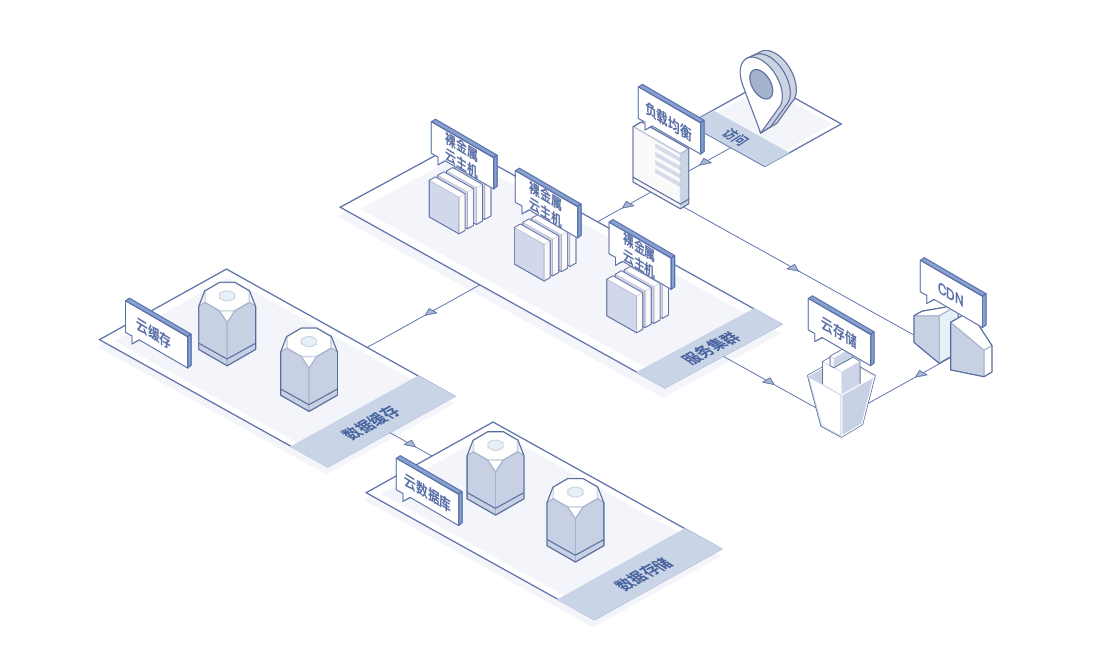 访问
负载均衡
裸金属
云主机
裸金属
云主机
裸金属
云主机
服务集群
CDN
云存储
云缓存
数据缓存
云数据库
数据存储